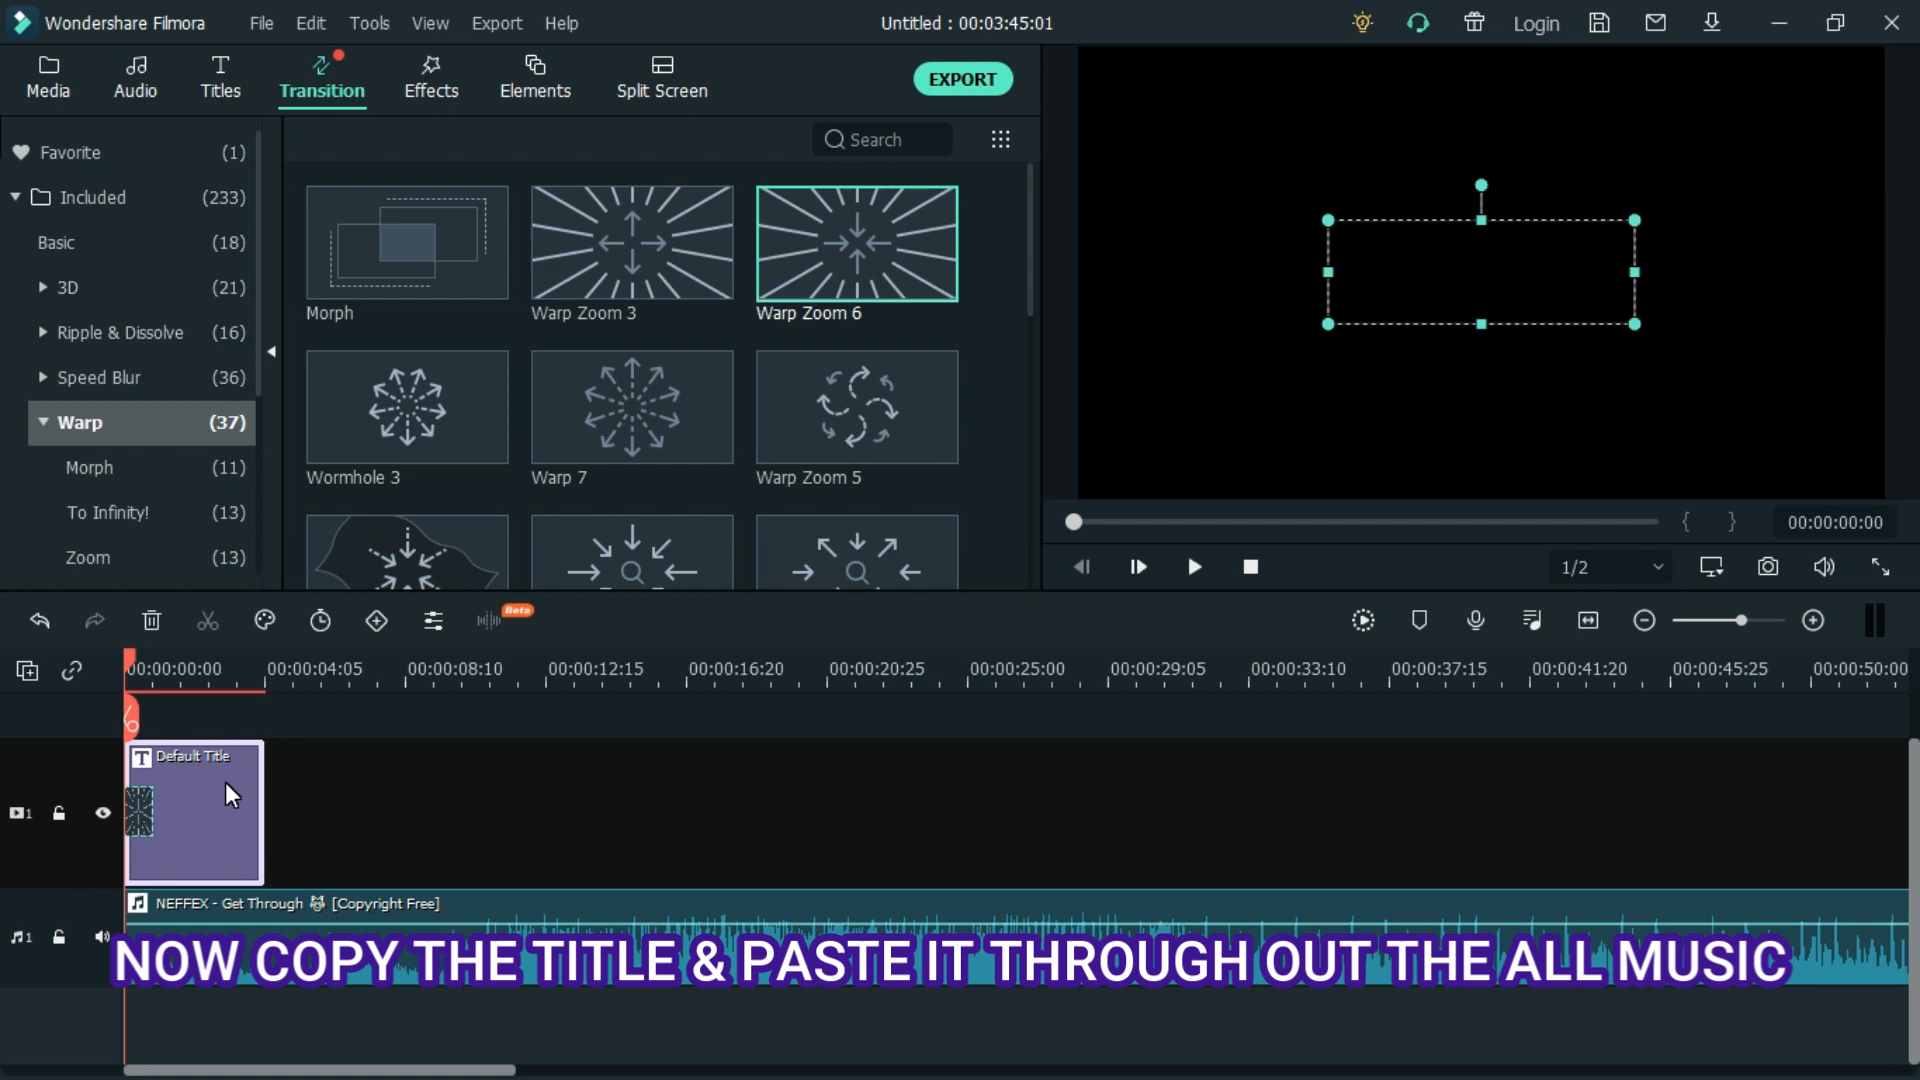 Wondershare Filmora
File Edit Tools View Export Help
Untitled : 00:03:45:01
Login
Media
Audio
Titles
Transition
Effects
Elements
Split Screen
EXPORT
Search
Favorite (1)
Included (233)
Basic (18)
3D (21)
Ripple & Dissolve (16)
Speed Blur (36)
Warp (37)
Morph (11)
To Infinity! (13)
Zoom (13)
Morph
Warp Zoom 3
Warp Zoom 6
Wormhole 3
Warp 7
Warp Zoom 5
{ } 00:00:00:00
1/2
Beta
00:00:00:00 00:00:04:05 00:00:08:10 00:00:12:15 00:00:16:20 00:00:20:25 00:00:25:00 00:00:29:05 00:00:33:10 00:00:37:15 00:00:41:20 00:00:45:25 00:00:50:00
T Default Title
1
NEFFEX - Get Through 😼 [Copyright Free]
1
NOW COPY THE TITLE & PASTE IT THROUGH OUT THE ALL MUSIC